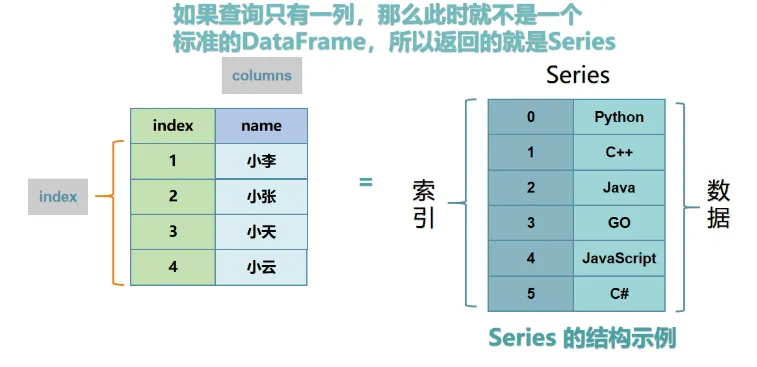 如果查询只有一列，那么此时就不是一个
标准的DataFrame，所以返回的就是Series
columns
Series
index name
1 小李
2 小张
3 小天
4 小云
index
=
索引
0 Python
1 C++
2 Java
3 GO
4 JavaScript
5 C#
数据
Series 的结构示例